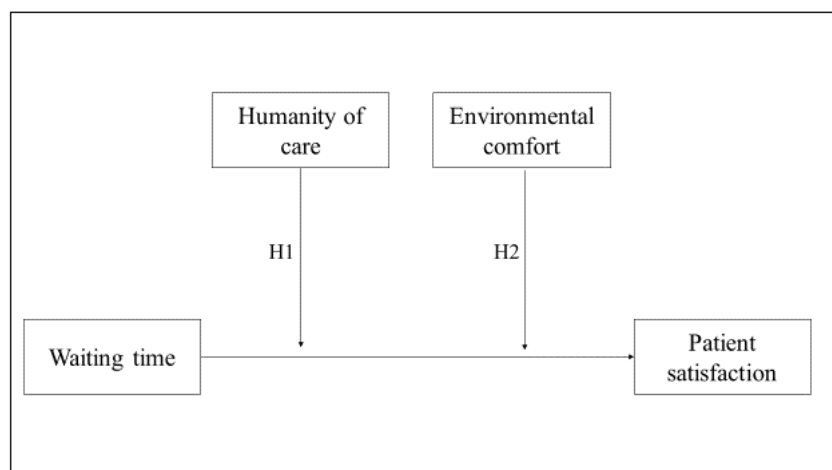 Humanity of
care
Environmental
comfort
H1
H2
Waiting time
Patient
satisfaction